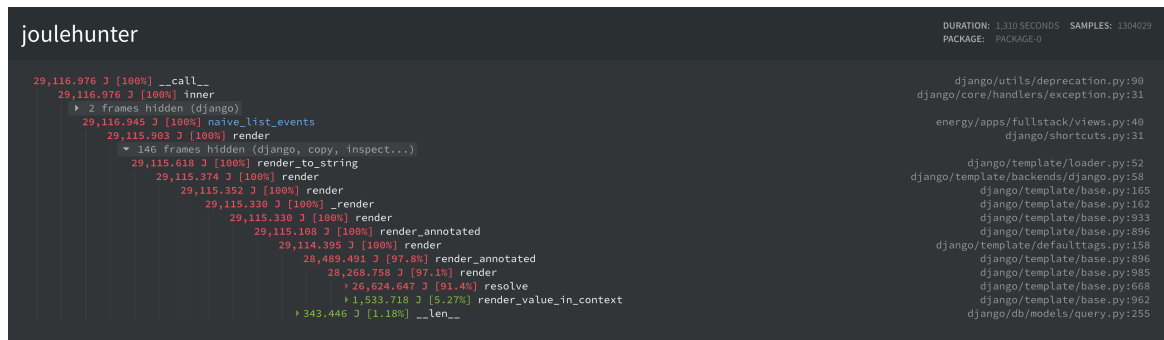 joulehunter
DURATION: 1,310 SECONDS SAMPLES: 1304029
PACKAGE: PACKAGE-0
29,116.976 J [100%] __call__ django/utils/deprecation.py:90
29,116.976 J [100%] inner django/core/handlers/exception.py:31
2 frames hidden (django)
29,116.945 J [100%] naive_list_events energy/apps/fullstack/views.py:40
29,115.903 J [100%] render django/shortcuts.py:31
146 frames hidden (django, copy, inspect...)
29,115.618 J [100%] render_to_string django/template/loader.py:52
29,115.374 J [100%] render django/template/backends/django.py:58
29,115.352 J [100%] render django/template/base.py:165
29,115.330 J [100%] _render django/template/base.py:162
29,115.330 J [100%] render django/template/base.py:933
29,115.108 J [100%] render_annotated django/template/base.py:896
29,114.395 J [100%] render django/template/defaulttags.py:158
28,489.491 J [97.8%] render_annotated django/template/base.py:896
28,268.758 J [97.1%] render django/template/base.py:985
26,624.647 J [91.4%] resolve django/template/base.py:668
1,533.718 J [5.27%] render_value_in_context django/template/base.py:962
343.446 J [1.18%] __len__ django/db/models/query.py:255